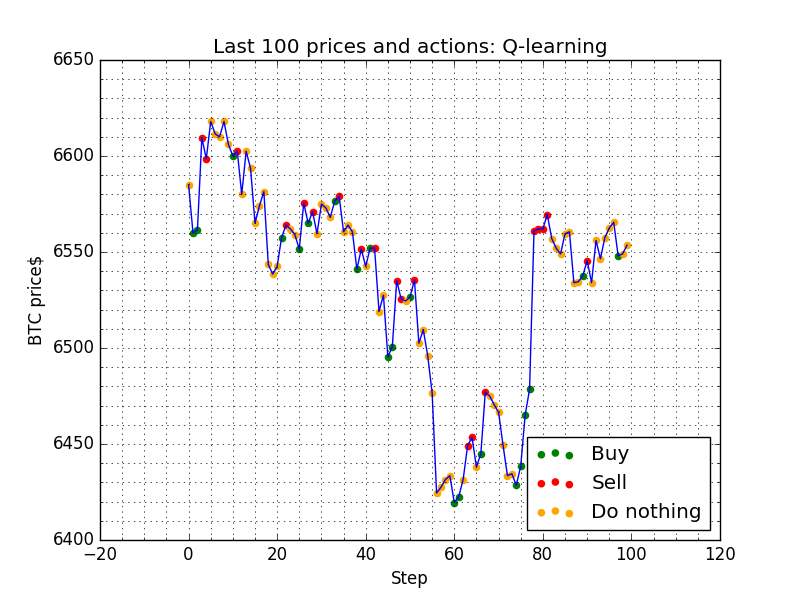 Last 100 prices and actions: Q-learning
6650
6600
6550
6500
6450
6400
BTC price$
Buy
Sell
Do nothing
−20 0 20 40 60 80 100 120
Step